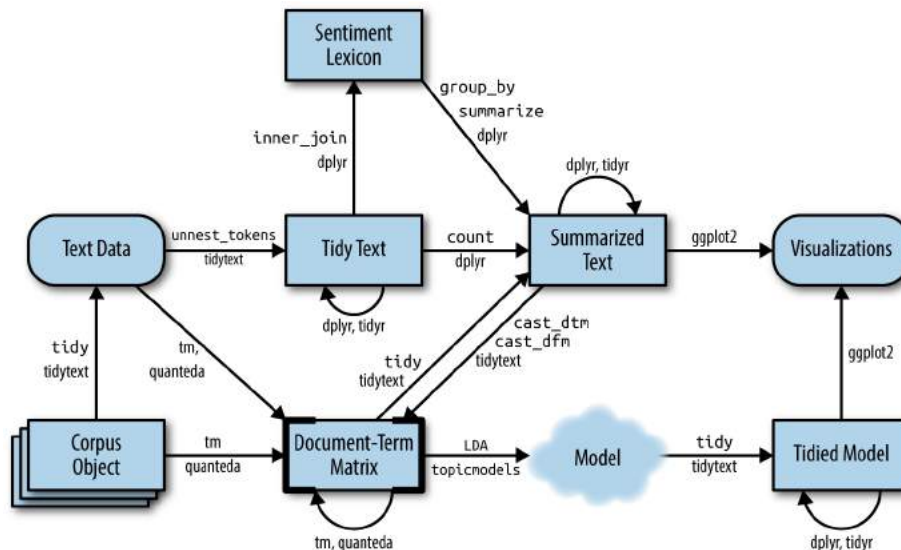 Sentiment
Lexicon
group_by
summarize
dplyr
inner_join
dplyr
dplyr, tidyr
Text Data
unnest_tokens
tidytext
Tidy Text
count
dplyr
Summarized
Text
ggplot2
Visualizations
dplyr, tidyr
tidy
tidytext
tm,
quanteda
tidy
tidytext
cast_dtm
cast_dfm
tidytext
ggplot2
Corpus
Object
tm
quanteda
Document-Term
Matrix
LDA
topicmodels
Model
tidy
tidytext
Tidied Model
tm, quanteda
dplyr, tidyr